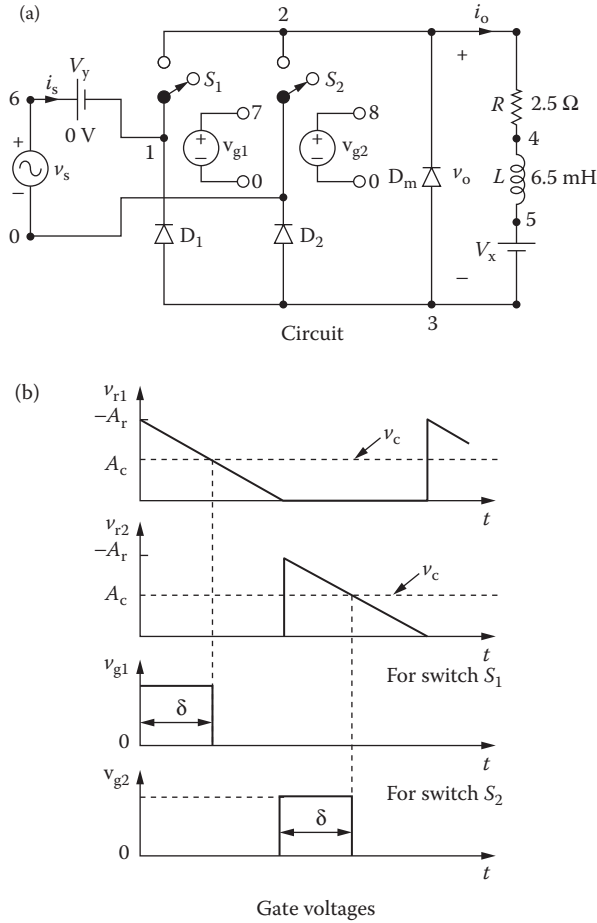 (a)
2
i_o
V_y
i_s
S_1
S_2
+
6
0 V
R
2.5 Ω
7
8
1
4
+
v_s
−
+
−
v_g1
+
−
v_g2
D_m
v_o
L
6.5 mH
0
0
5
0
D_1
D_2
V_x
−
3
Circuit
(b)
v_r1
−A_r
v_c
A_c
t
v_r2
−A_r
v_c
A_c
t
v_g1
For switch S_1
δ
0
t
v_g2
For switch S_2
δ
0
t
Gate voltages